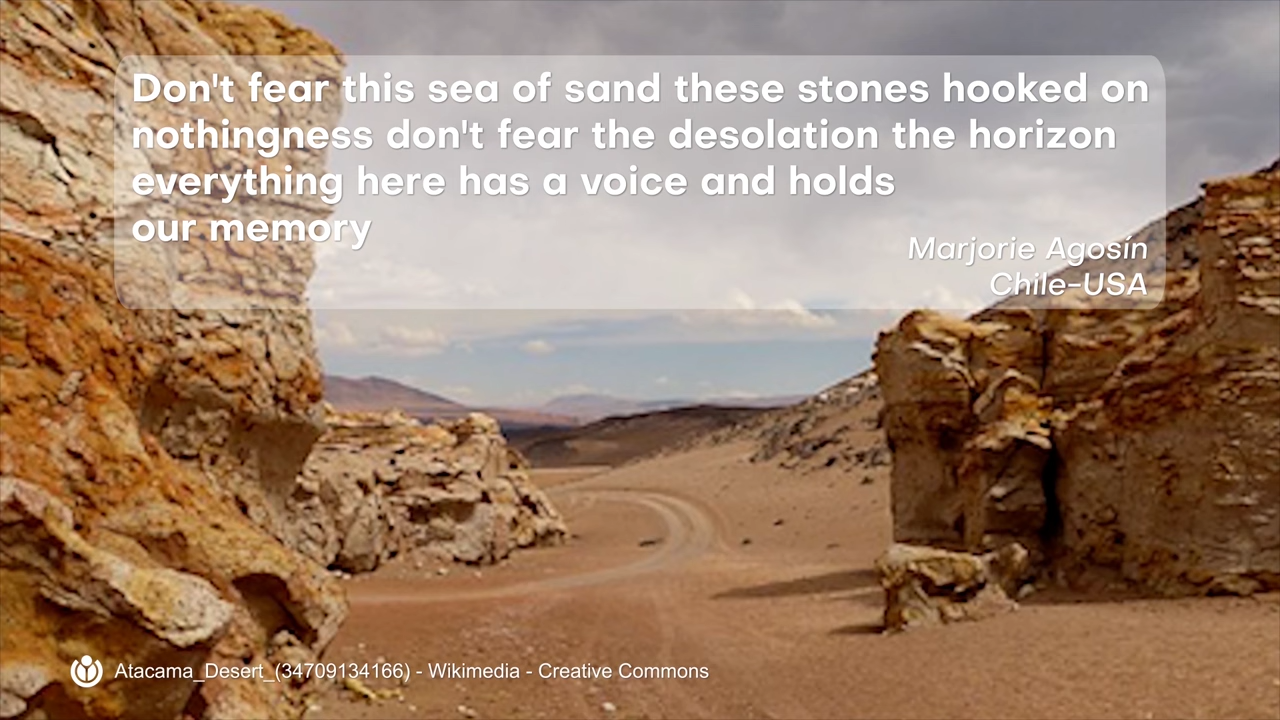 Don't fear this sea of sand these stones hooked on
nothingness don't fear the desolation the horizon
everything here has a voice and holds
our memory
Marjorie Agosín
Chile-USA
Atacama_Desert_(34709134166) - Wikimedia - Creative Commons